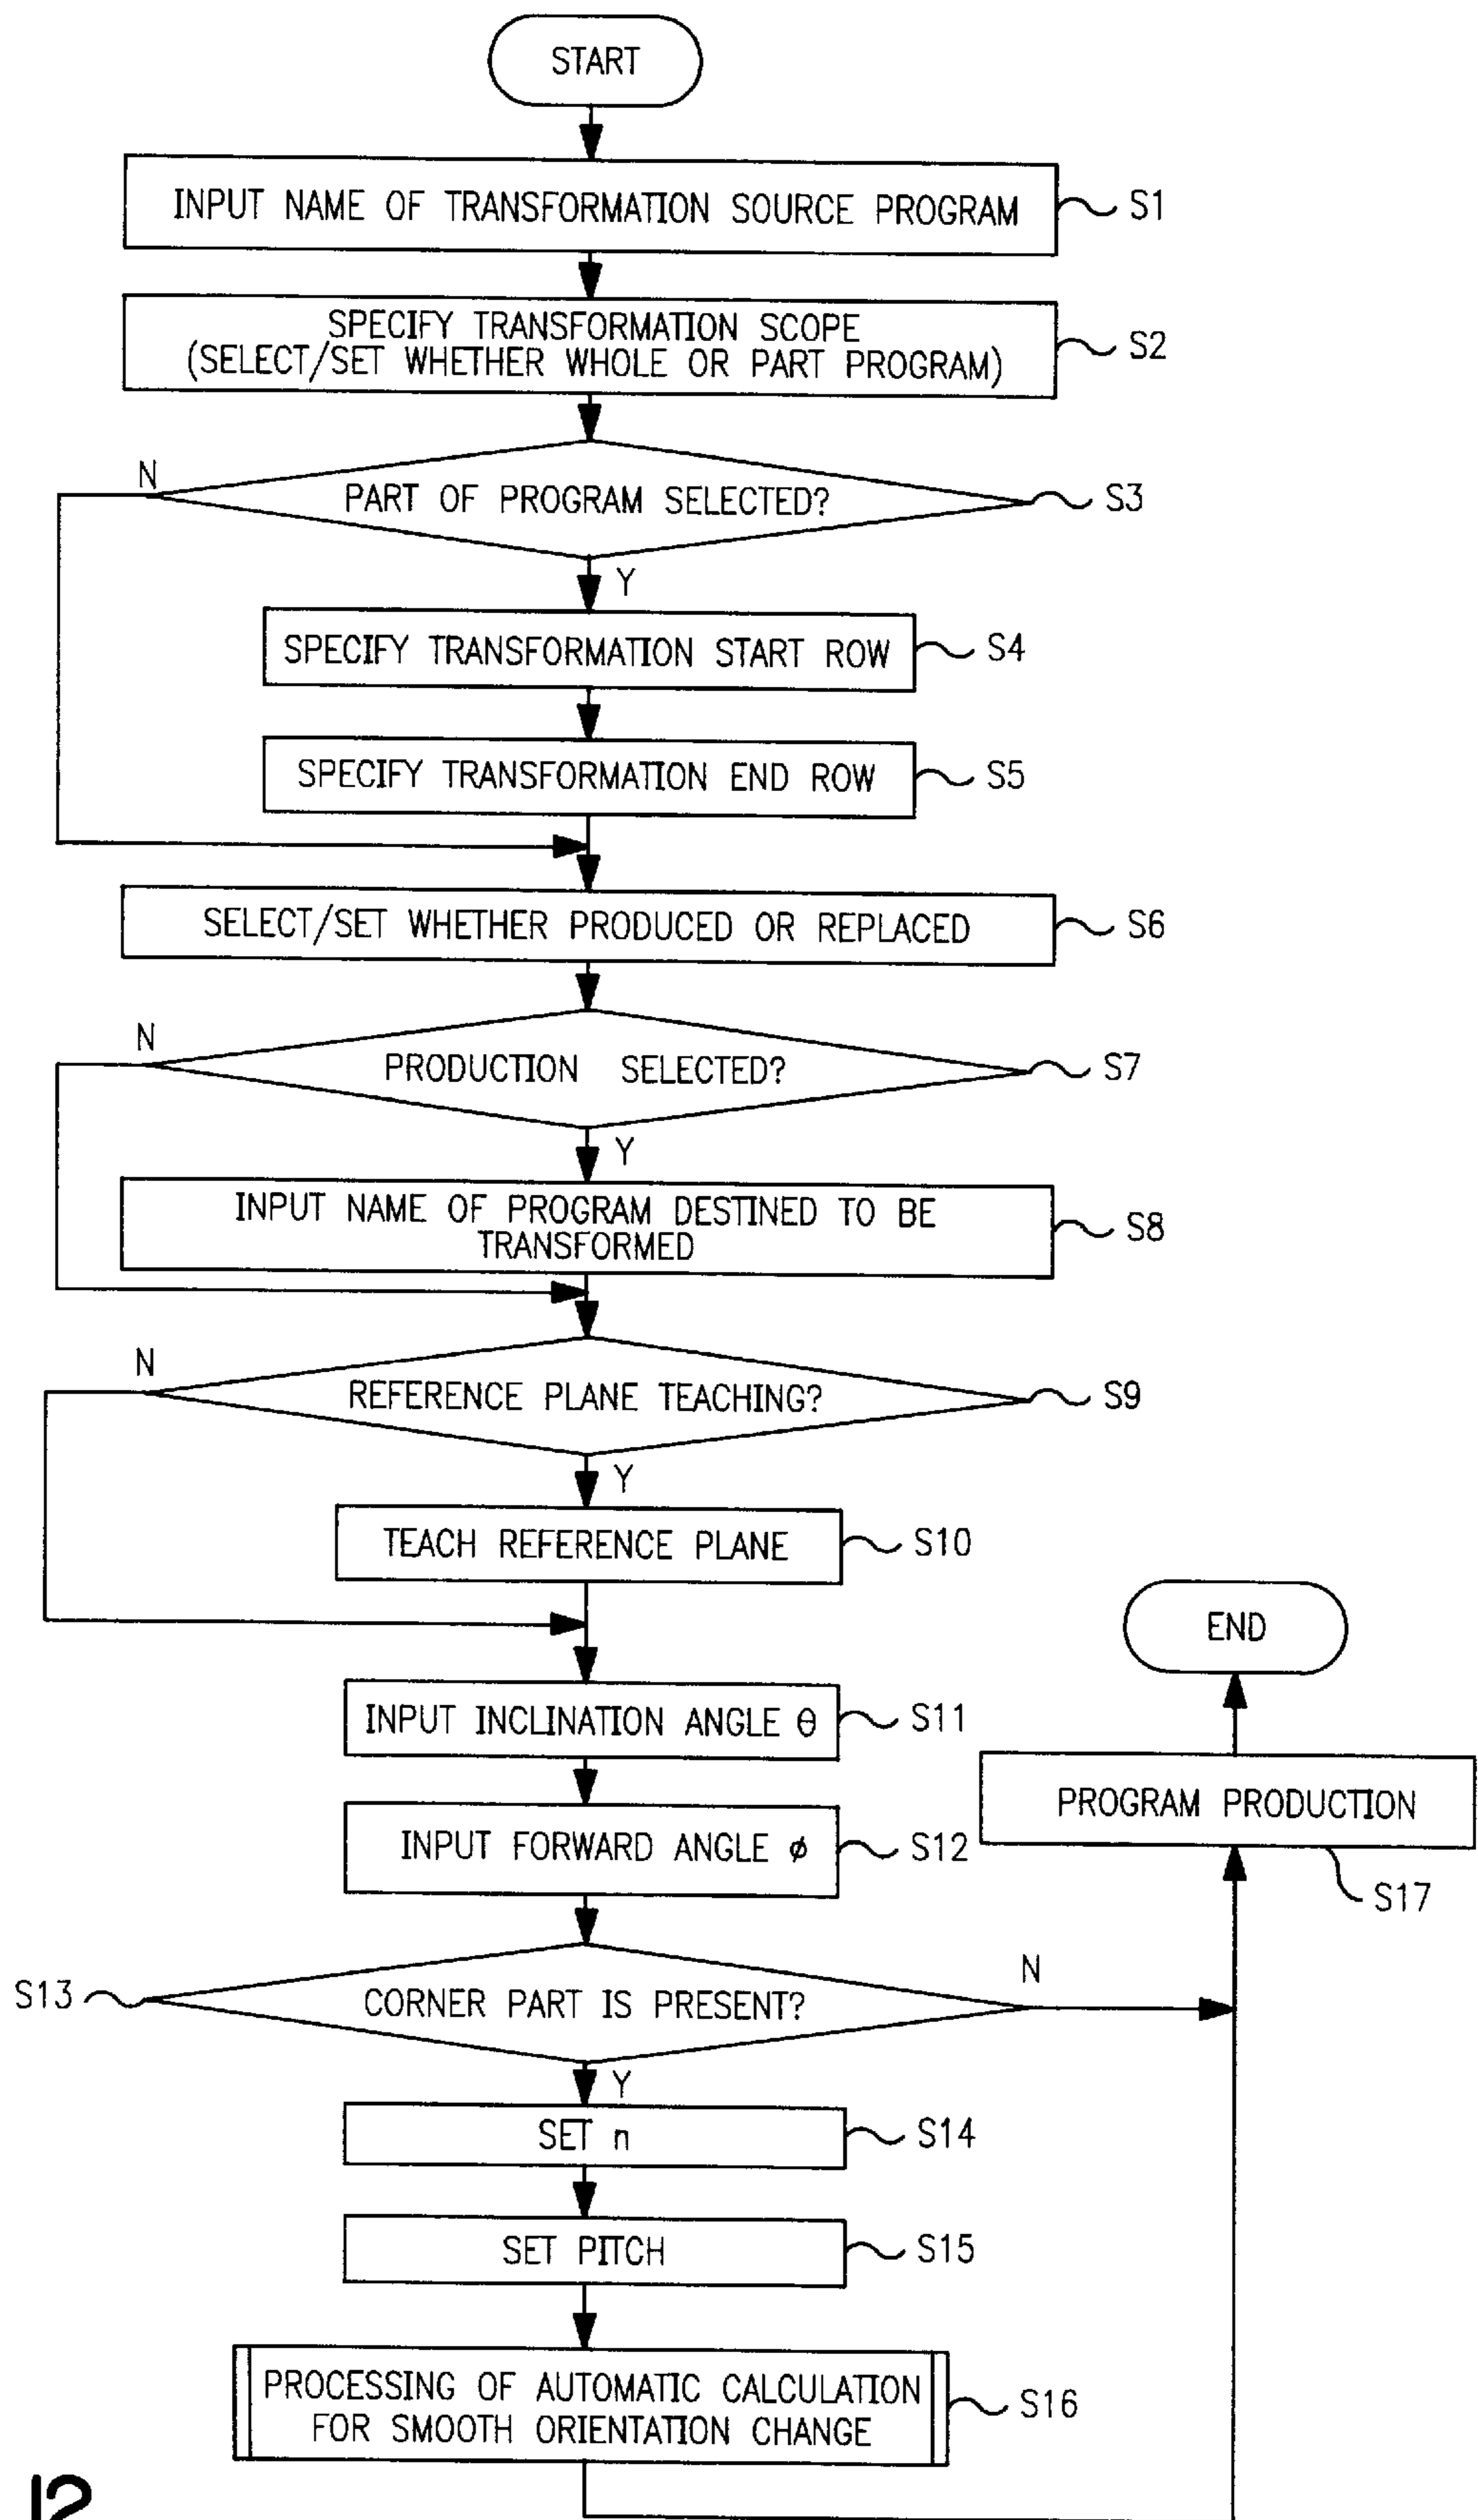 START
INPUT NAME OF TRANSFORMATION SOURCE PROGRAM
S1
SPECIFY TRANSFORMATION SCOPE
(SELECT/SET WHETHER WHOLE OR PART PROGRAM)
S2
N
PART OF PROGRAM SELECTED?
S3
Y
SPECIFY TRANSFORMATION START ROW
S4
SPECIFY TRANSFORMATION END ROW
S5
SELECT/SET WHETHER PRODUCED OR REPLACED
S6
N
PRODUCTION SELECTED?
S7
Y
INPUT NAME OF PROGRAM DESTINED TO BE
TRANSFORMED
S8
N
REFERENCE PLANE TEACHING?
S9
Y
TEACH REFERENCE PLANE
S10
INPUT INCLINATION ANGLE θ
S11
INPUT FORWARD ANGLE ϕ
S12
S13
CORNER PART IS PRESENT?
N
Y
SET n
S14
SET PITCH
S15
PROCESSING OF AUTOMATIC CALCULATION
FOR SMOOTH ORIENTATION CHANGE
S16
END
PROGRAM PRODUCTION
S17
12